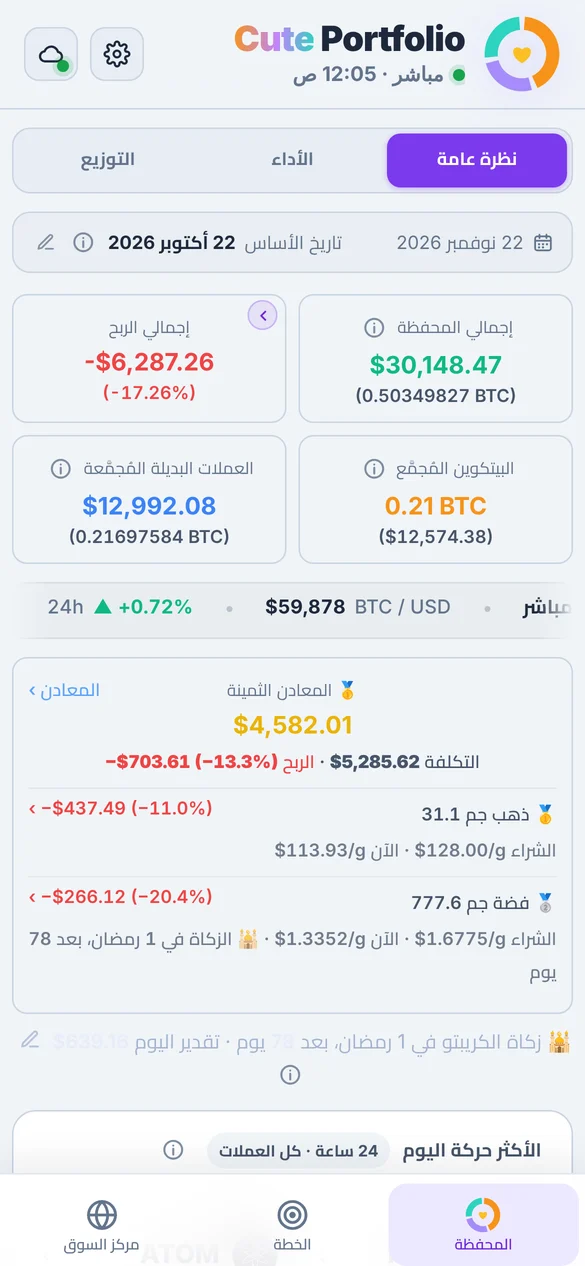 Cute Portfolio
مباشر · 12:05 ص
نظرة عامة
الأداء
التوزيع
22 نوفمبر 2026
تاريخ الأساس 22 أكتوبر 2026
إجمالي المحفظة
$30,148.47
(0.50349827 BTC)
إجمالي الربح
-$6,287.26
(-17.26%)
البيتكوين المُجمَّع
0.21 BTC
($12,574.38)
العملات البديلة المُجمَّعة
$12,992.08
(0.21697584 BTC)
مباشر • BTC / USD $59,878 • 24h ▲ +0.72%
🥇 المعادن الثمينة
المعادن ›
$4,582.01
التكلفة $5,285.62 · الربح −$703.61 (−13.3%)
🥇 ذهب جم 31.1
−$437.49 (−11.0%) ›
الشراء $128.00/g · الآن $113.93/g
🥈 فضة جم 777.6
−$266.12 (−20.4%) ›
الشراء $1.6775/g · الآن $1.3352/g · 🕌 الزكاة في 1 رمضان، بعد 78
يوم
🕌 زكاة الكريبتو في 1 رمضان، بعد 78 يوم · تقدير اليوم $639.16
الأكثر حركة اليوم
24 ساعة · كل العملات
ATOM
المحفظة
الخطة
مركز السوق